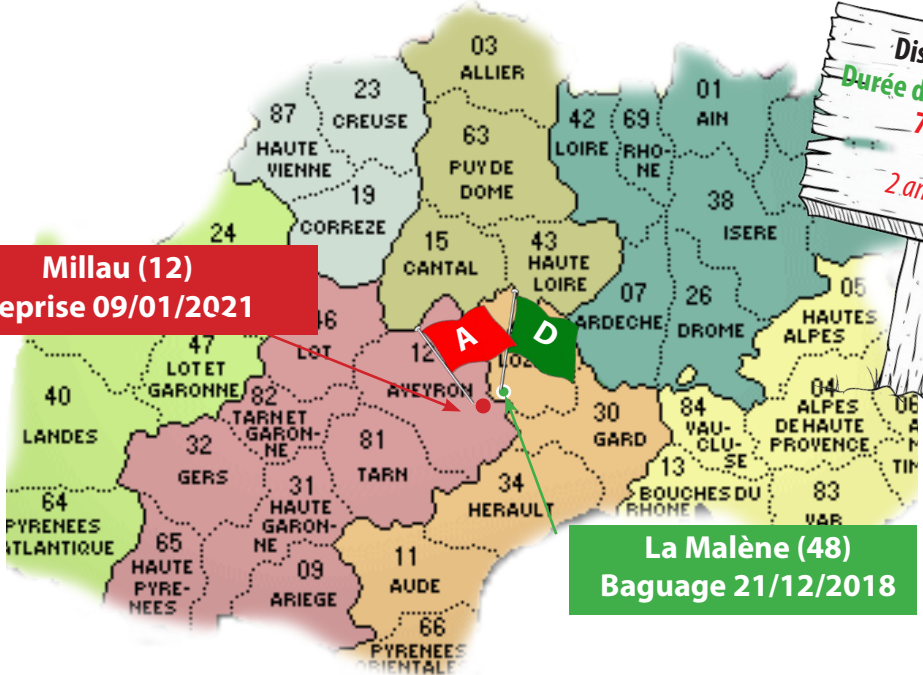 03
ALLIER
23
CREUSE
87
HAUTE
VIENNE
63
PUY DE
DOME
19
CORREZE
42
LOIRE
69
RHO-
NE
01
AIN
38
ISERE
24
15
CANTAL
43
HAUTE
LOIRE
07
ARDECHE
26
DROME
05
HAUTES
ALPES
Millau (12)
eprise 09/01/2021
46
LOT
12
AVEYRON
A
D
47
LOT ET
GARONNE
40
LANDES
82
TARN ET
GARON-
NE
32
GERS
81
TARN
30
GARD
84
VAU-
CLU-
SE
04
ALPES
DE HAUTE
PROVENCE
06
31
HAUTE
GARON-
NE
34
HERAULT
13
BOUCHES DU
RHONE
83
VAR
64
PYRENEES
ATLANTIQUE
65
HAUTE
PYRE-
NEES
09
ARIEGE
11
AUDE
66
PYRENEES
ORIENTALE
La Malène (48)
Baguage 21/12/2018
Dis
Durée d
7
2 an